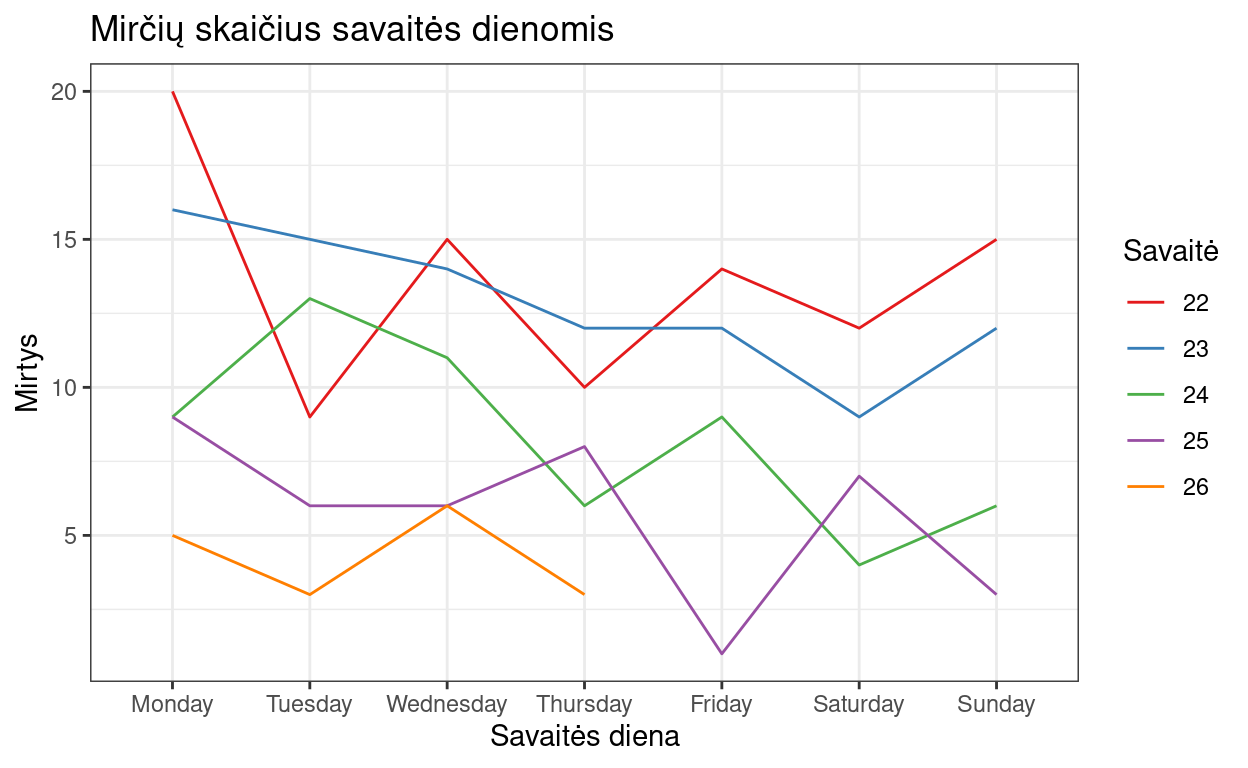 Mirčių skaičius savaitės dienomis
20
15
10
5
Mirtys
Monday Tuesday Wednesday Thursday Friday Saturday Sunday
Savaitės diena
Savaitė
22
23
24
25
26